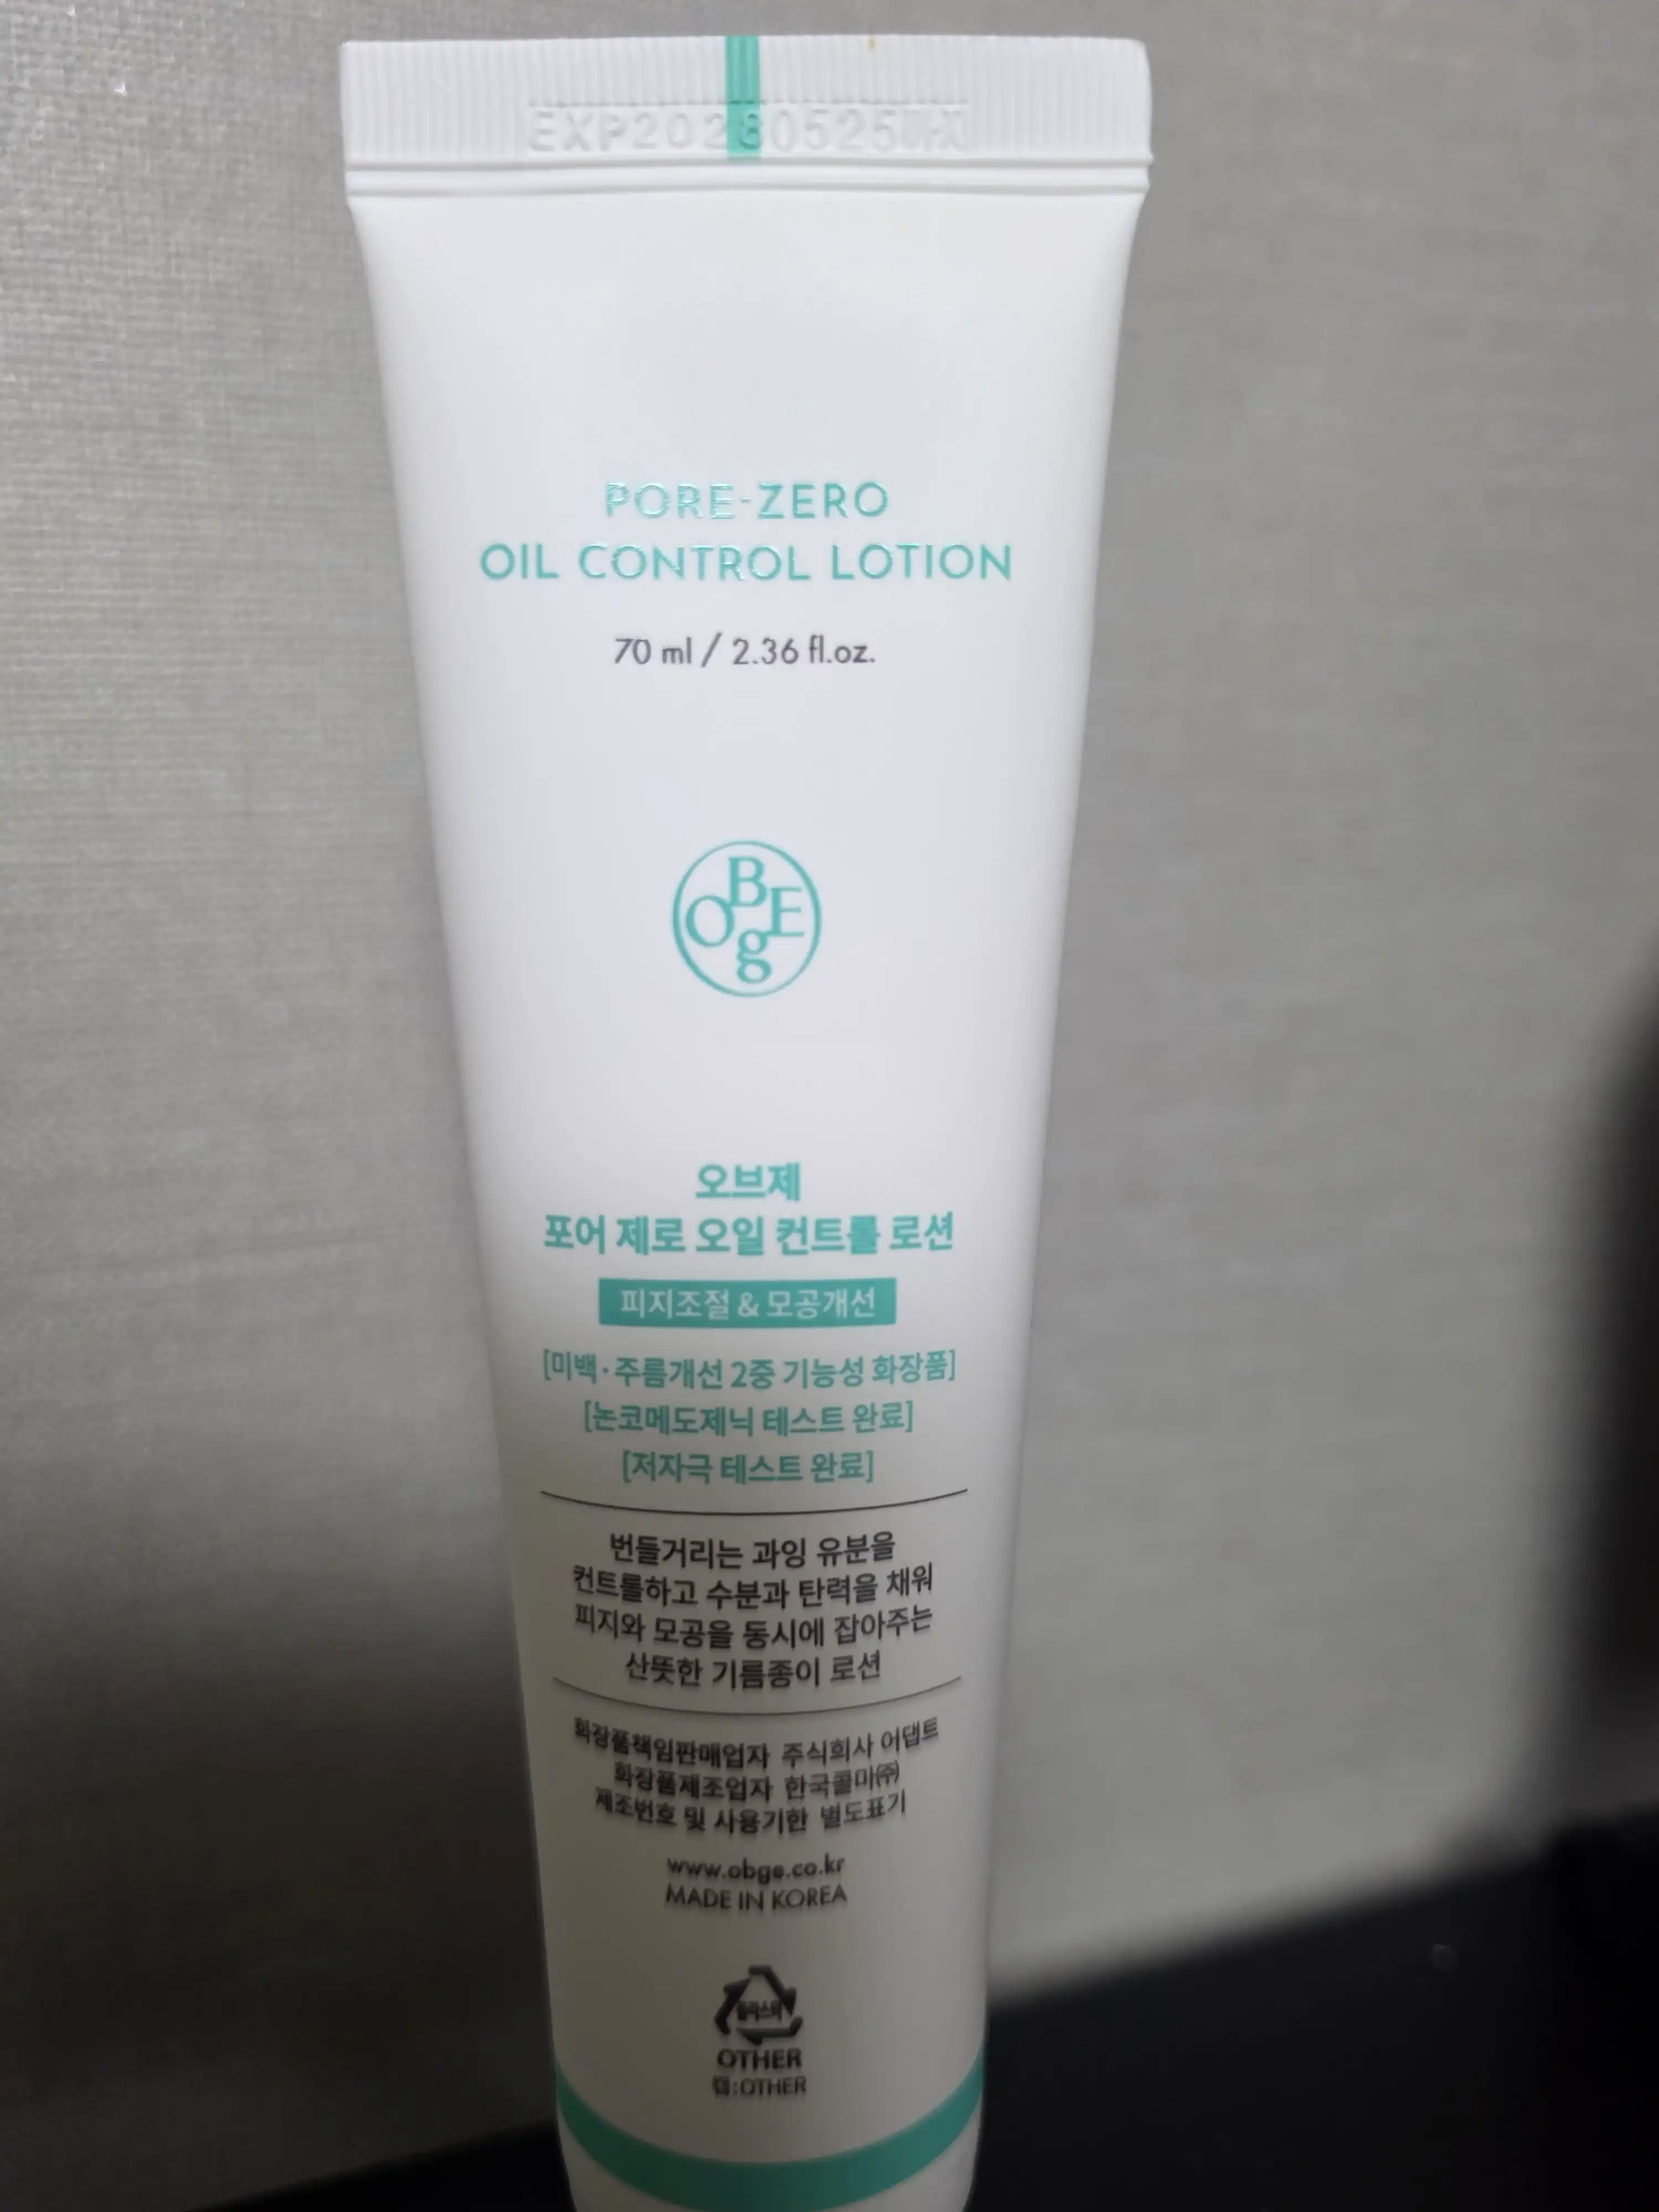 EXP20280525
PORE-ZERO
OIL CONTROL LOTION
70 ml / 2.36 fl.oz.
OBgE
오브제
포어 제로 오일 컨트롤 로션
피지조절 & 모공개선
[미백·주름개선 2중 기능성 화장품]
[논코메도제닉 테스트 완료]
[저자극 테스트 완료]
번들거리는 과잉 유분을
컨트롤하고 수분과 탄력을 채워
피지와 모공을 동시에 잡아주는
산뜻한 기름종이 로션
화장품책임판매업자 주식회사 어댑트
화장품제조업자 한국콜마㈜
제조번호 및 사용기한 별도표기
www.obge.co.kr
MADE IN KOREA
플라스틱
OTHER
캡:OTHER